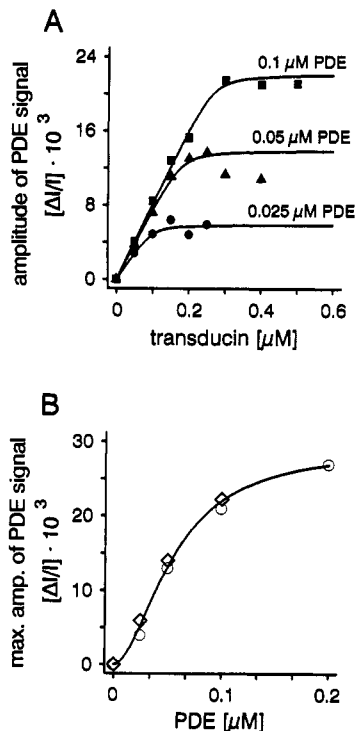 A
amplitude of PDE signal
[ΔI/I] · 10³
24
16
8
0
0.1 µM PDE
0.05 µM PDE
0.025 µM PDE
0 0.2 0.4 0.6
transducin [µM]
B
max. amp. of PDE signal
[ΔI/I] · 10³
30
20
10
0
0 0.1 0.2
PDE [µM]